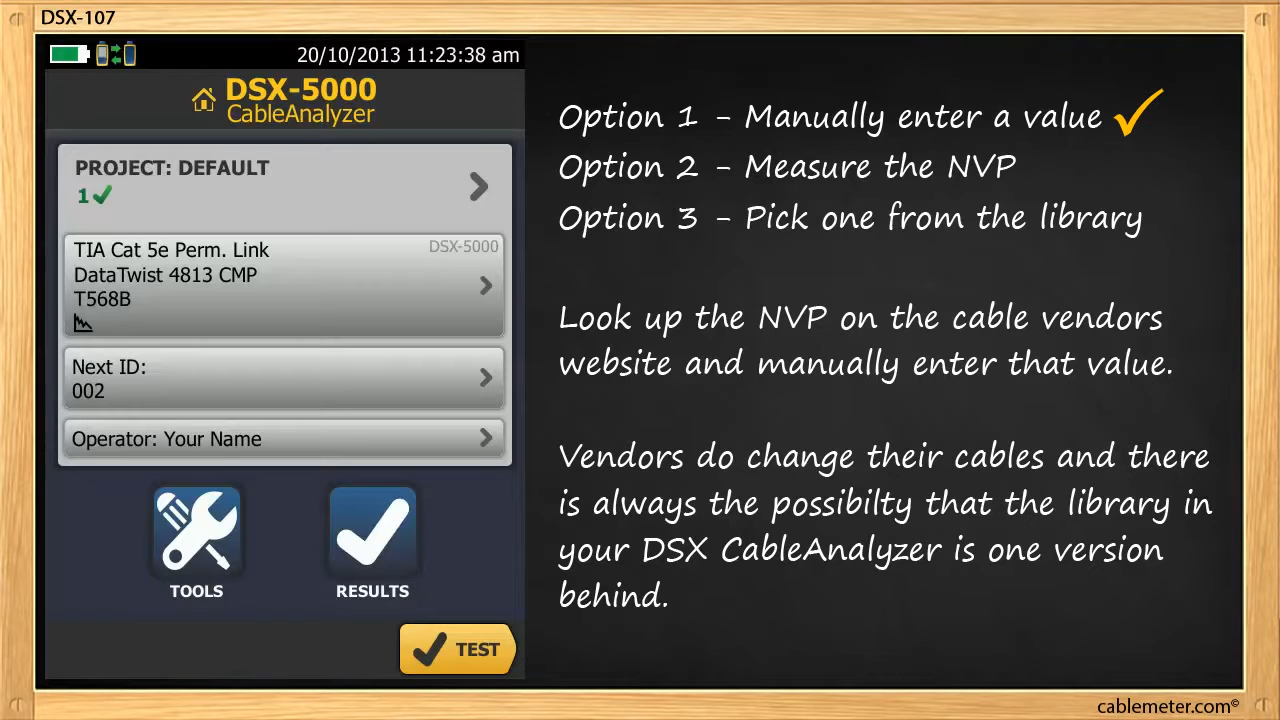 DSX-107
20/10/2013 11:23:38 am
DSX-5000
CableAnalyzer
PROJECT: DEFAULT
1
TIA Cat 5e Perm. Link
DSX-5000
DataTwist 4813 CMP
T568B
Next ID:
002
Operator: Your Name
TOOLS
RESULTS
TEST
Option 1 - Manually enter a value
Option 2 - Measure the NVP
Option 3 - Pick one from the library
Look up the NVP on the cable vendors
website and manually enter that value.
Vendors do change their cables and there
is always the possibilty that the library in
your DSX CableAnalyzer is one version
behind.
cablemeter.com©